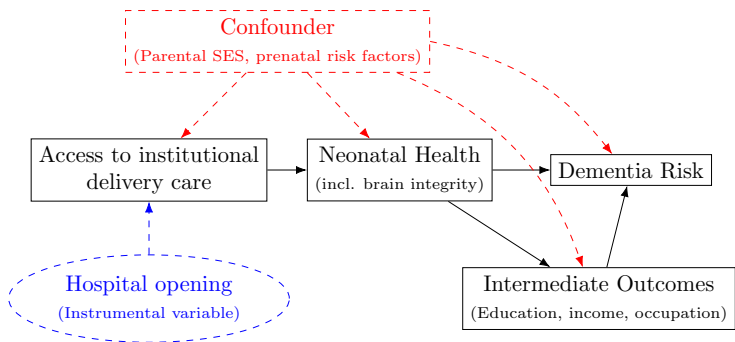 Confounder
(Parental SES, prenatal risk factors)
Access to institutional
delivery care
Neonatal Health
(incl. brain integrity)
Dementia Risk
Hospital opening
(Instrumental variable)
Intermediate Outcomes
(Education, income, occupation)